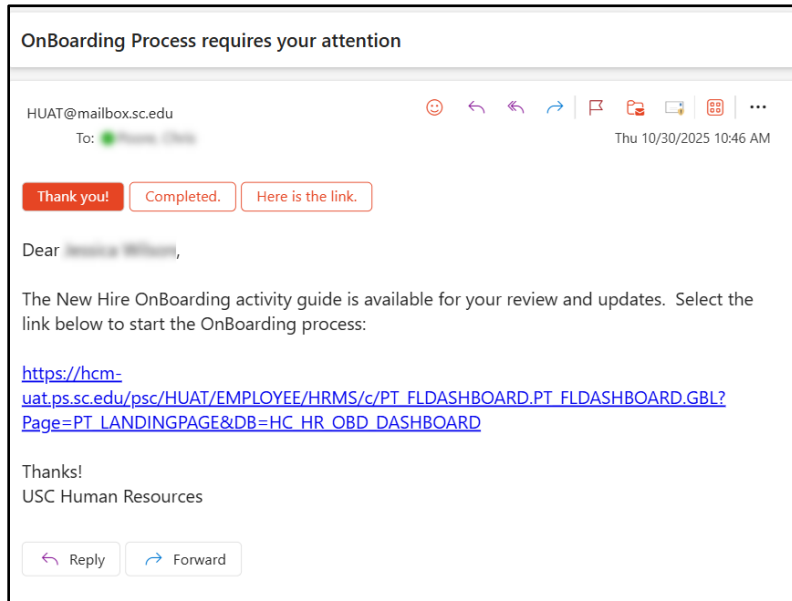 OnBoarding Process requires your attention
HUAT@mailbox.sc.edu
To:
Thu 10/30/2025 10:46 AM
Thank you!
Completed.
Here is the link.
Dear ,
The New Hire OnBoarding activity guide is available for your review and updates.  Select the
link below to start the OnBoarding process:
https://hcm-
uat.ps.sc.edu/psc/HUAT/EMPLOYEE/HRMS/c/PT_FLDASHBOARD.PT_FLDASHBOARD.GBL?
Page=PT_LANDINGPAGE&DB=HC_HR_OBD_DASHBOARD
Thanks!
USC Human Resources
Reply
Forward